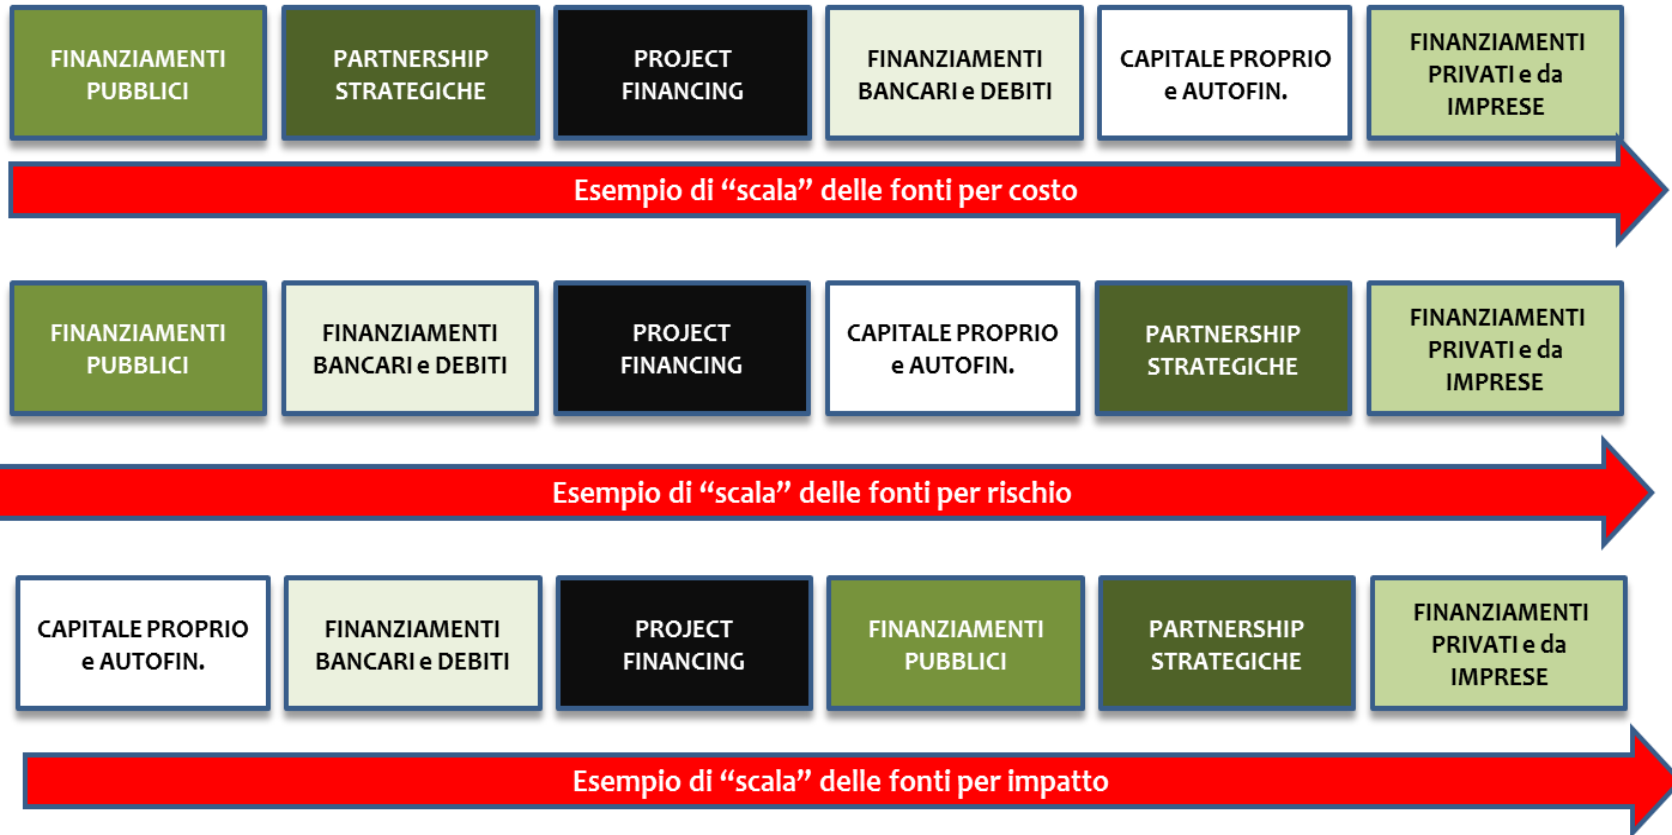 FINANZIAMENTI
PUBBLICI
PARTNERSHIP
STRATEGICHE
PROJECT
FINANCING
FINANZIAMENTI
BANCARI e DEBITI
CAPITALE PROPRIO
e AUTOFIN.
FINANZIAMENTI
PRIVATI e da
IMPRESE
Esempio di “scala” delle fonti per costo
FINANZIAMENTI
PUBBLICI
FINANZIAMENTI
BANCARI e DEBITI
PROJECT
FINANCING
CAPITALE PROPRIO
e AUTOFIN.
PARTNERSHIP
STRATEGICHE
FINANZIAMENTI
PRIVATI e da
IMPRESE
Esempio di “scala” delle fonti per rischio
CAPITALE PROPRIO
e AUTOFIN.
FINANZIAMENTI
BANCARI e DEBITI
PROJECT
FINANCING
FINANZIAMENTI
PUBBLICI
PARTNERSHIP
STRATEGICHE
FINANZIAMENTI
PRIVATI e da
IMPRESE
Esempio di “scala” delle fonti per impatto